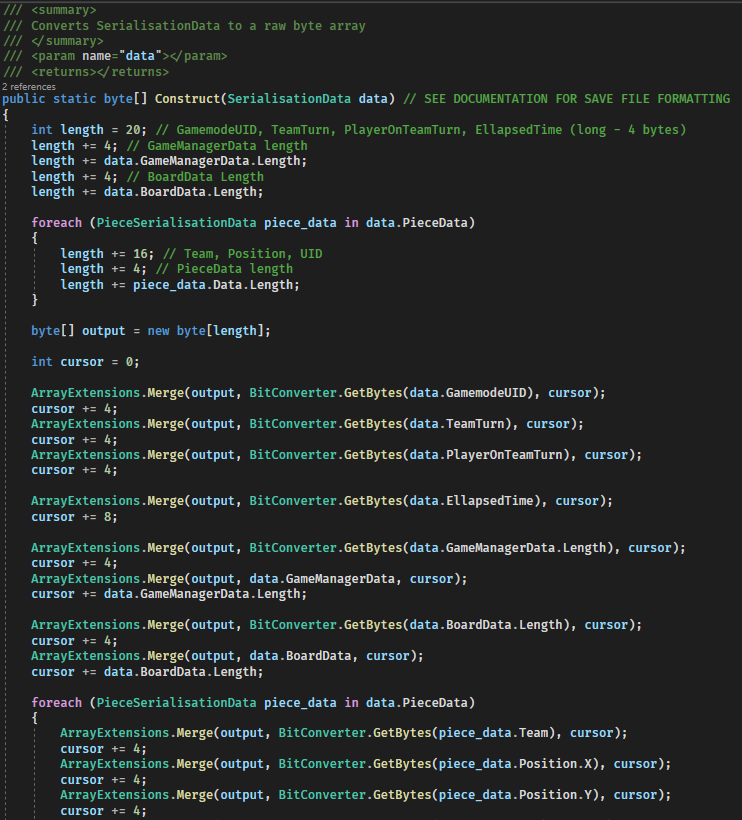 /// <summary>
/// Converts SerialisationData to a raw byte array
/// </summary>
/// <param name="data"></param>
/// <returns></returns>
2 references
public static byte[] Construct(SerialisationData data) // SEE DOCUMENTATION FOR SAVE FILE FORMATTING
{
    int length = 20; // GamemodeUID, TeamTurn, PlayerOnTeamTurn, EllapsedTime (long - 4 bytes)
    length += 4; // GameManagerData length
    length += data.GameManagerData.Length;
    length += 4; // BoardData Length
    length += data.BoardData.Length;

    foreach (PieceSerialisationData piece_data in data.PieceData)
    {
        length += 16; // Team, Position, UID
        length += 4; // PieceData length
        length += piece_data.Data.Length;
    }

    byte[] output = new byte[length];

    int cursor = 0;

    ArrayExtensions.Merge(output, BitConverter.GetBytes(data.GamemodeUID), cursor);
    cursor += 4;
    ArrayExtensions.Merge(output, BitConverter.GetBytes(data.TeamTurn), cursor);
    cursor += 4;
    ArrayExtensions.Merge(output, BitConverter.GetBytes(data.PlayerOnTeamTurn), cursor);
    cursor += 4;

    ArrayExtensions.Merge(output, BitConverter.GetBytes(data.EllapsedTime), cursor);
    cursor += 8;

    ArrayExtensions.Merge(output, BitConverter.GetBytes(data.GameManagerData.Length), cursor);
    cursor += 4;
    ArrayExtensions.Merge(output, data.GameManagerData, cursor);
    cursor += data.GameManagerData.Length;

    ArrayExtensions.Merge(output, BitConverter.GetBytes(data.BoardData.Length), cursor);
    cursor += 4;
    ArrayExtensions.Merge(output, data.BoardData, cursor);
    cursor += data.BoardData.Length;

    foreach (PieceSerialisationData piece_data in data.PieceData)
    {
        ArrayExtensions.Merge(output, BitConverter.GetBytes(piece_data.Team), cursor);
        cursor += 4;
        ArrayExtensions.Merge(output, BitConverter.GetBytes(piece_data.Position.X), cursor);
        cursor += 4;
        ArrayExtensions.Merge(output, BitConverter.GetBytes(piece_data.Position.Y), cursor);
        cursor += 4;